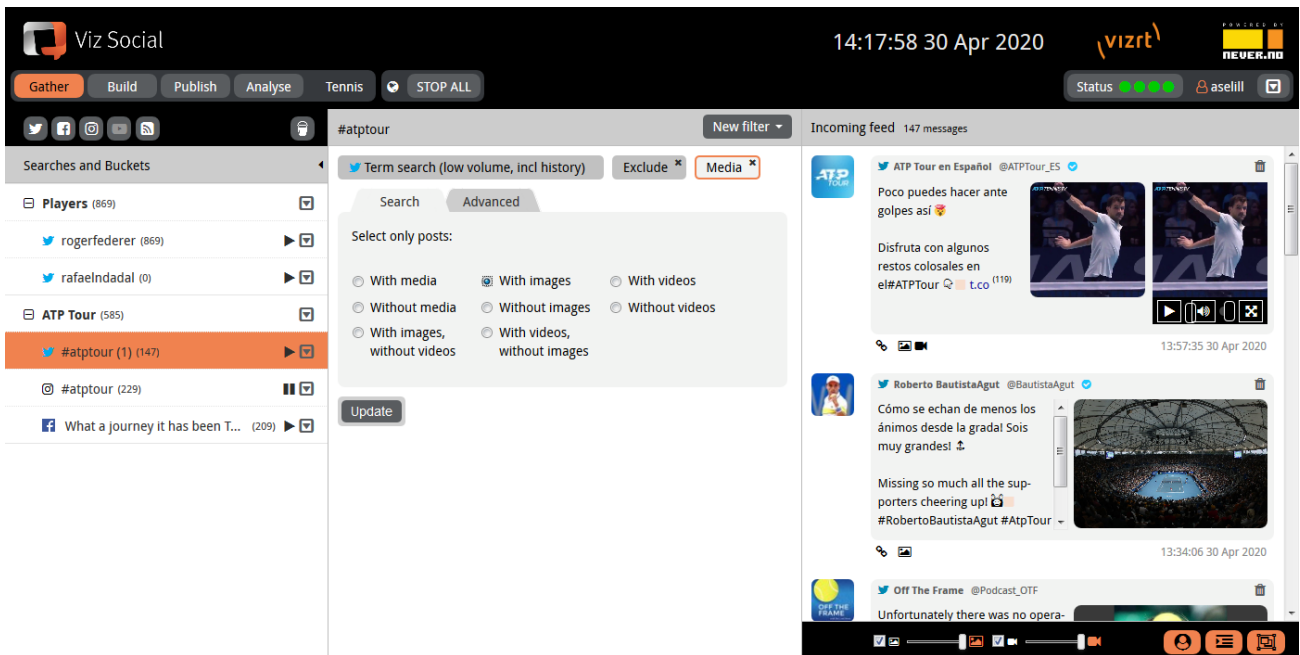 Viz Social
14:17:58 30 Apr 2020
vizrt
POWERED BY
never.no
Gather
Build
Publish
Analyse
Tennis
STOP ALL
Status
aselill
Searches and Buckets
Players (869)
rogerfederer (869)
rafaelndadal (0)
ATP Tour (585)
#atptour (1) (147)
#atptour (229)
What a journey it has been T... (209)
#atptour
New filter
Term search (low volume, incl history)
Exclude x
Media x
Search
Advanced
Select only posts:
With media
With images
With videos
Without media
Without images
Without videos
With images,
without videos
With videos,
without images
Update
Incoming feed 147 messages
ATP
TOUR
ATP Tour en Español @ATPTour_ES
Poco puedes hacer ante
golpes así 🤯
Disfruta con algunos
restos colosales en
el#ATPTour t.co (119)
13:57:35 30 Apr 2020
Roberto BautistaAgut @BautistaAgut
Cómo se echan de menos los
ánimos desde la grada! Sois
muy grandes!
Missing so much all the sup-
porters cheering up!
#RobertoBautistaAgut #AtpTour
13:34:06 30 Apr 2020
OFF THE
FRAME
Off The Frame @Podcast_OTF
Unfortunately there was no opera-